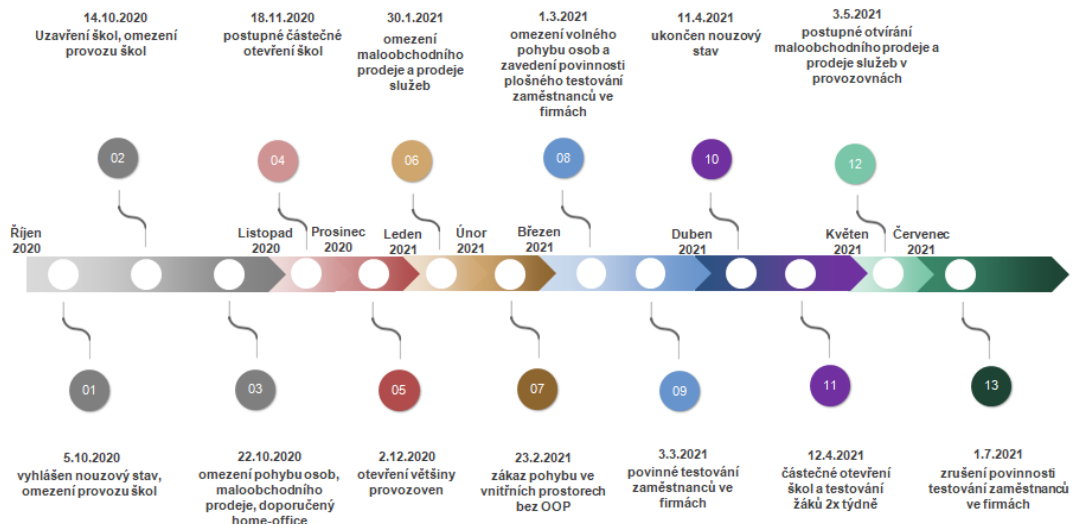 14.10.2020
Uzavření škol, omezení
provozu škol
18.11.2020
postupné částečné
otevření škol
30.1.2021
omezení
maloobchodního
prodeje a prodeje
služeb
1.3.2021
omezení volného
pohybu osob a
zavedení povinnosti
plošného testování
zaměstnanců ve
firmách
11.4.2021
ukončen nouzový
stav
3.5.2021
postupné otvírání
maloobchodního prodeje a
prodeje služeb v
provozovnách
02
04
06
08
10
12
Říjen
2020
Listopad
2020
Prosinec
2020
Leden
2021
Únor
2021
Březen
2021
Duben
2021
Květen
2021
Červenec
2021
01
03
05
07
09
11
13
5.10.2020
vyhlášen nouzový stav,
omezení provozu škol
22.10.2020
omezení pohybu osob,
maloobchodního
prodeje, doporučený
home-office
2.12.2020
otevření většiny
provozoven
23.2.2021
zákaz pohybu ve
vnitřních prostorech
bez OOP
3.3.2021
povinné testování
zaměstnanců ve
firmách
12.4.2021
částečné otevření
škol a testování
žáků 2x týdně
1.7.2021
zrušení povinnosti
testování zaměstnanců
ve firmách